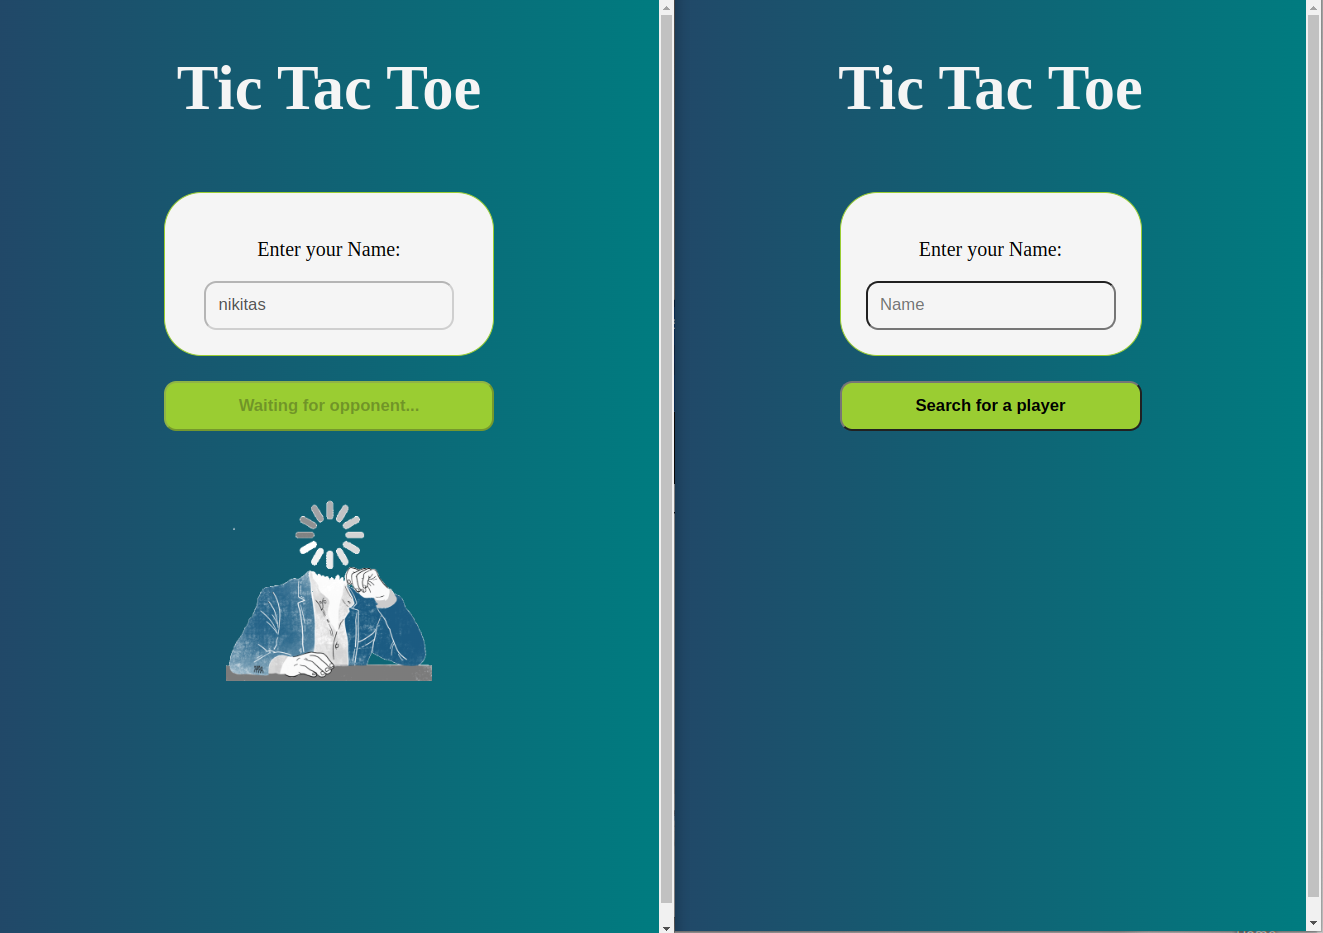 Tic Tac Toe
Enter your Name:
nikitas
Waiting for opponent...
Tic Tac Toe
Enter your Name:
Name
Search for a player